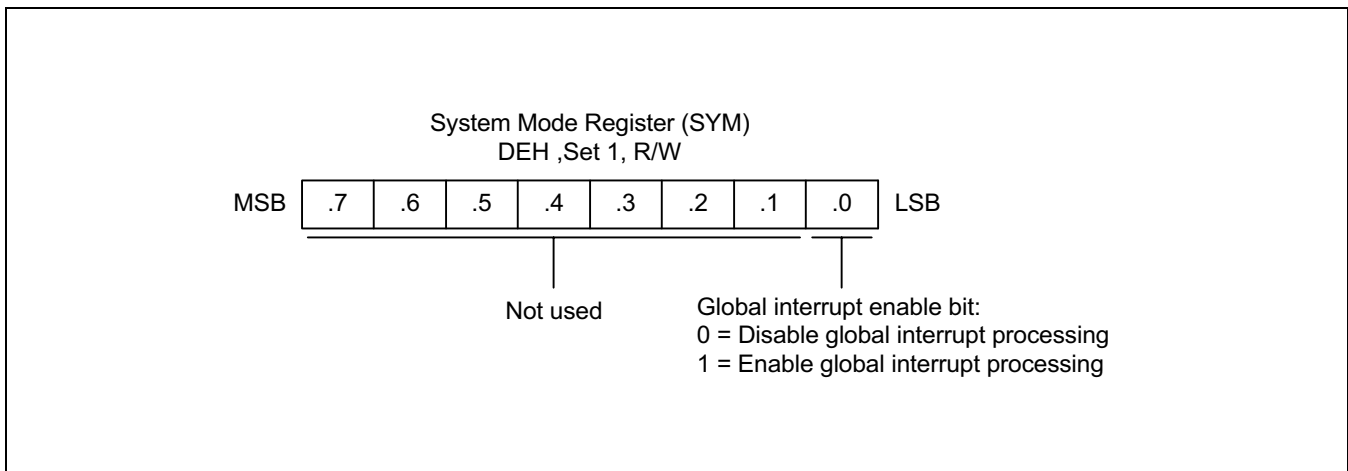 System Mode Register (SYM)
DEH ,Set 1, R/W
MSB .7 .6 .5 .4 .3 .2 .1 .0 LSB
Not used
Global interrupt enable bit:
0 = Disable global interrupt processing
1 = Enable global interrupt processing